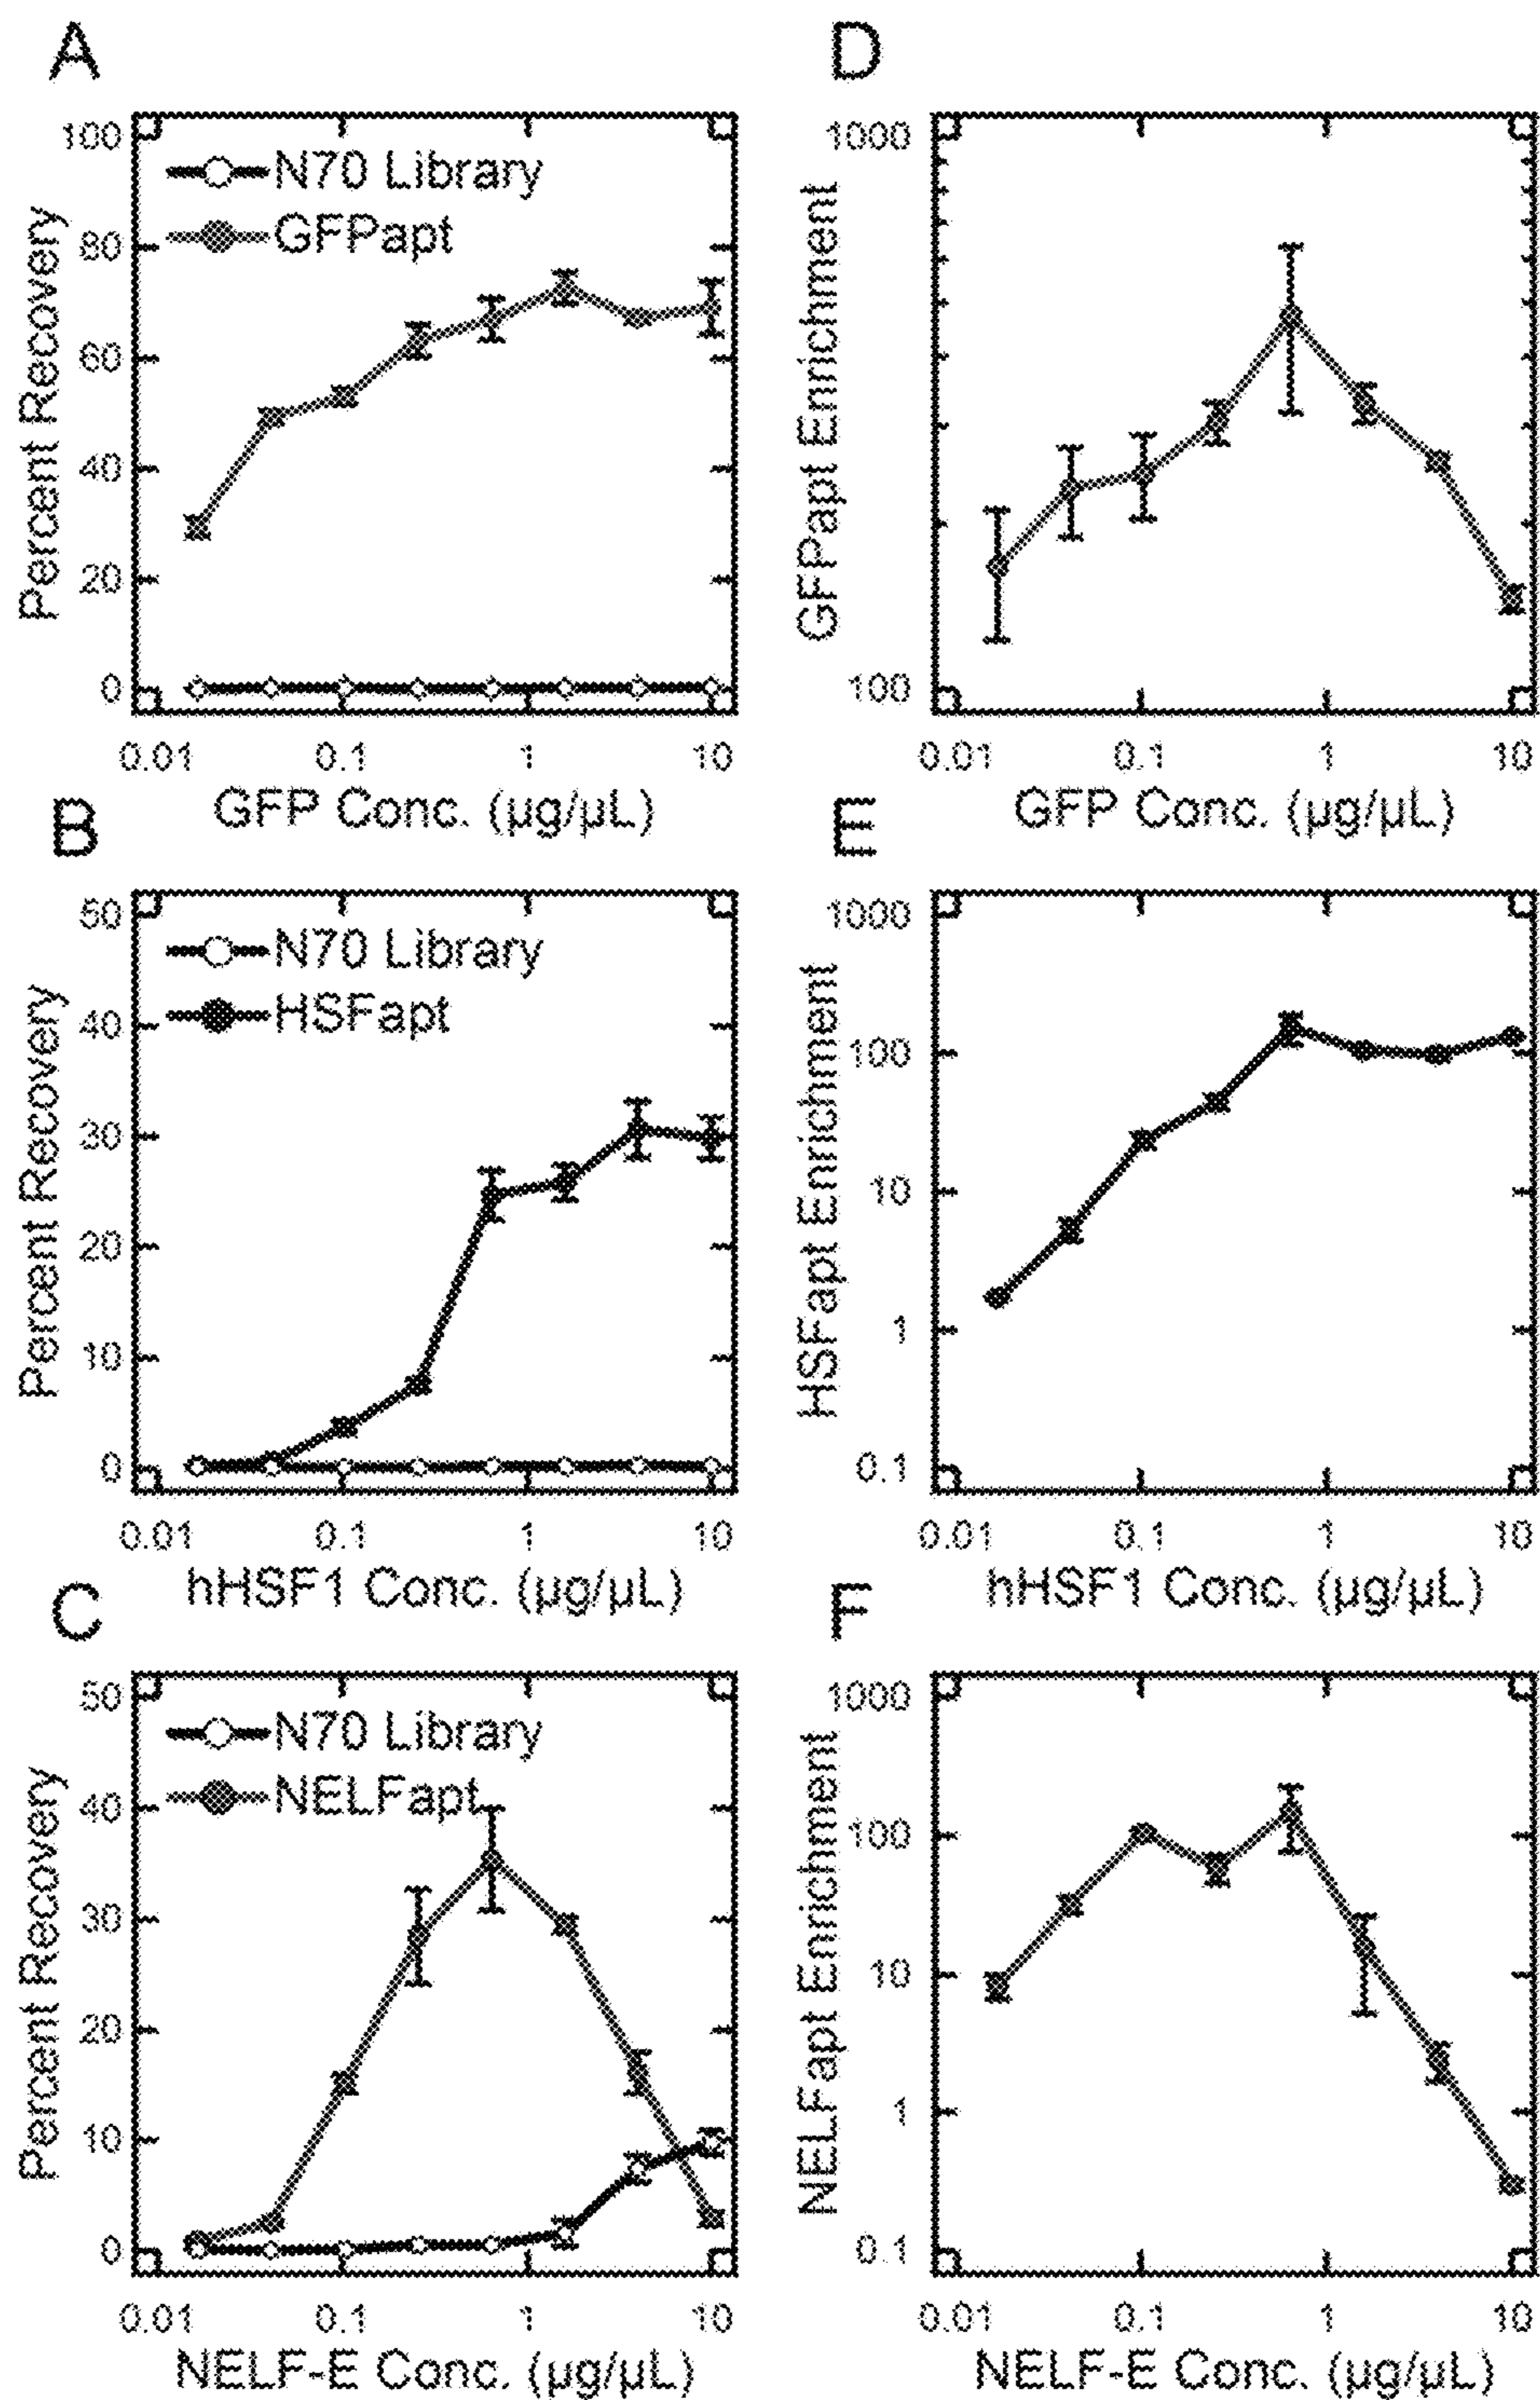 A
100
80
60
40
20
0
Percent Recovery
N70 Library
GFPapt
0.01 0.1 1 10
GFP Conc. (µg/µL)
D
1000
100
GFPapt Enrichment
0.01 0.1 1 10
GFP Conc. (µg/µL)
B
50
40
30
20
10
0
Percent Recovery
N70 Library
HSFapt
0.01 0.1 1 10
hHSF1 Conc. (µg/µL)
E
1000
100
10
1
0.1
HSFapt Enrichment
0.01 0.1 1 10
hHSF1 Conc. (µg/µL)
C
50
40
30
20
10
0
Percent Recovery
N70 Library
NELFapt
0.01 0.1 1 10
NELF-E Conc. (µg/µL)
F
1000
100
10
1
0.1
NELFapt Enrichment
0.01 0.1 1 10
NELF-E Conc. (µg/µL)